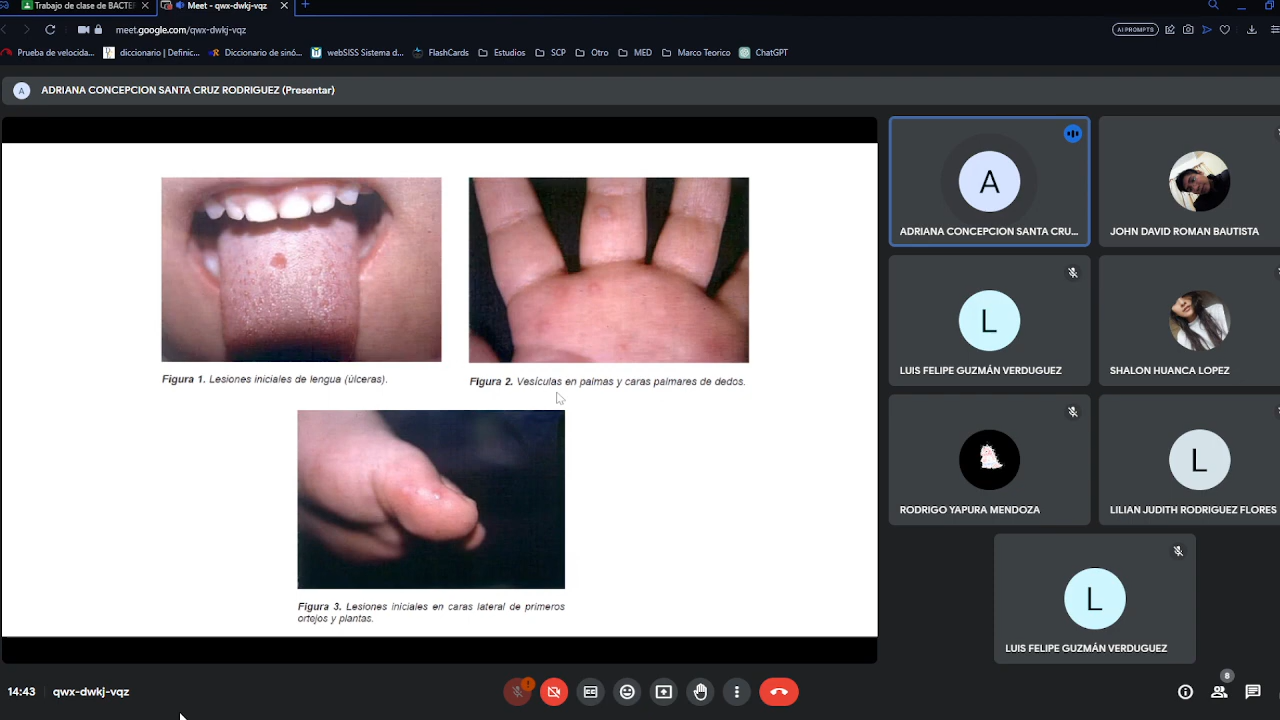 Trabajo de clase de BACTER
Meet - qwx-dwkj-vqz
meet.google.com/qwx-dwkj-vqz
AI PROMPTS
Prueba de velocida...
diccionario | Definic...
Diccionario de sinó...
webSISS Sistema d...
FlashCards
Estudios
SCP
Otro
MED
Marco Teorico
ChatGPT
A
ADRIANA CONCEPCION SANTA CRUZ RODRIGUEZ (Presentar)
Figura 1. Lesiones iniciales de lengua (úlceras).
Figura 2. Vesículas en palmas y caras palmares de dedos.
Figura 3. Lesiones iniciales en caras lateral de primeros
ortejos y plantas.
A
ADRIANA CONCEPCION SANTA CRU...
JOHN DAVID ROMAN BAUTISTA
L
LUIS FELIPE GUZMÁN VERDUGUEZ
SHALON HUANCA LOPEZ
RODRIGO YAPURA MENDOZA
L
LILIAN JUDITH RODRIGUEZ FLORES
L
LUIS FELIPE GUZMÁN VERDUGUEZ
14:43
qwx-dwkj-vqz
8